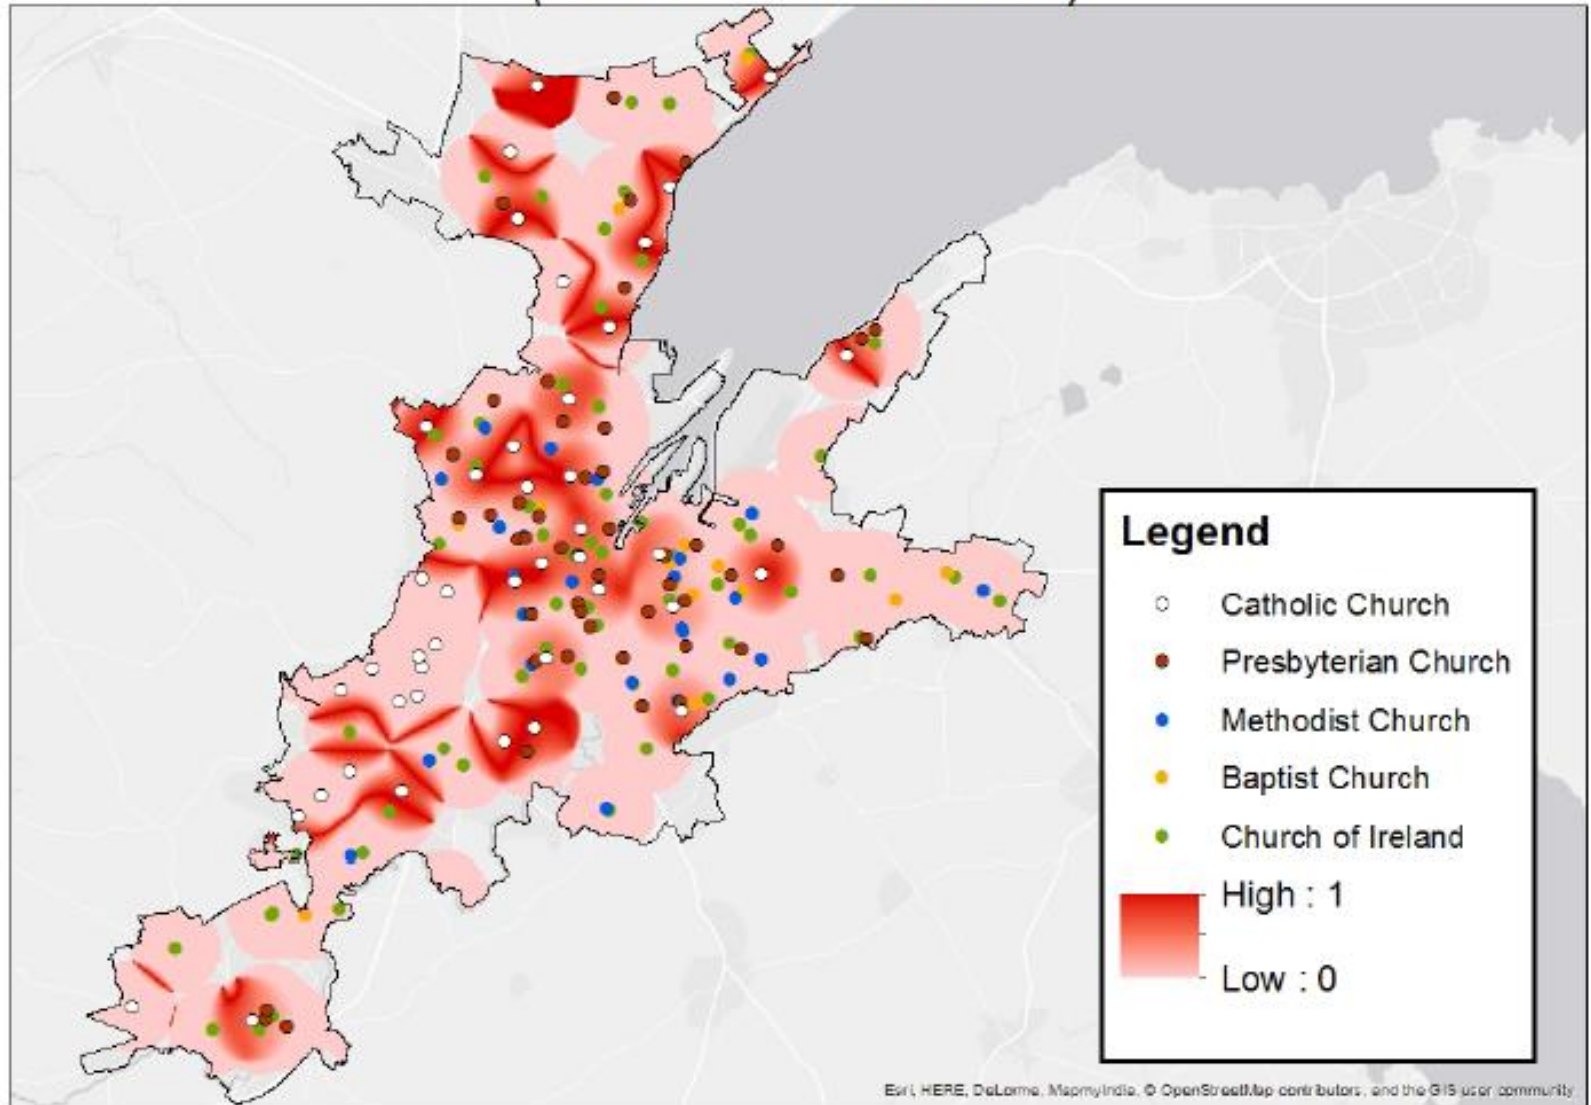 Legend
Catholic Church
Presbyterian Church
Methodist Church
Baptist Church
Church of Ireland
High : 1
Low : 0
Esri, HERE, DeLorme, MapmyIndia, © OpenStreetMap contributors, and the GIS user community